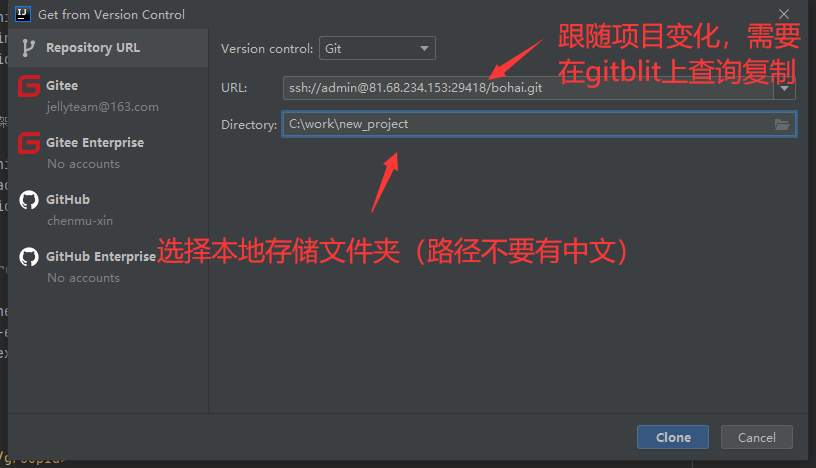 Get from Version Control
Repository URL
Gitee
jellyteam@163.com
Gitee Enterprise
No accounts
GitHub
chenmu-xin
GitHub Enterprise
No accounts
Version control: Git
URL: ssh://admin@81.68.234.153:29418/bohai.git
Directory: C:\work\new_project
跟随项目变化，需要
在gitblit上查询复制
选择本地存储文件夹（路径不要有中文）
Clone
Cancel